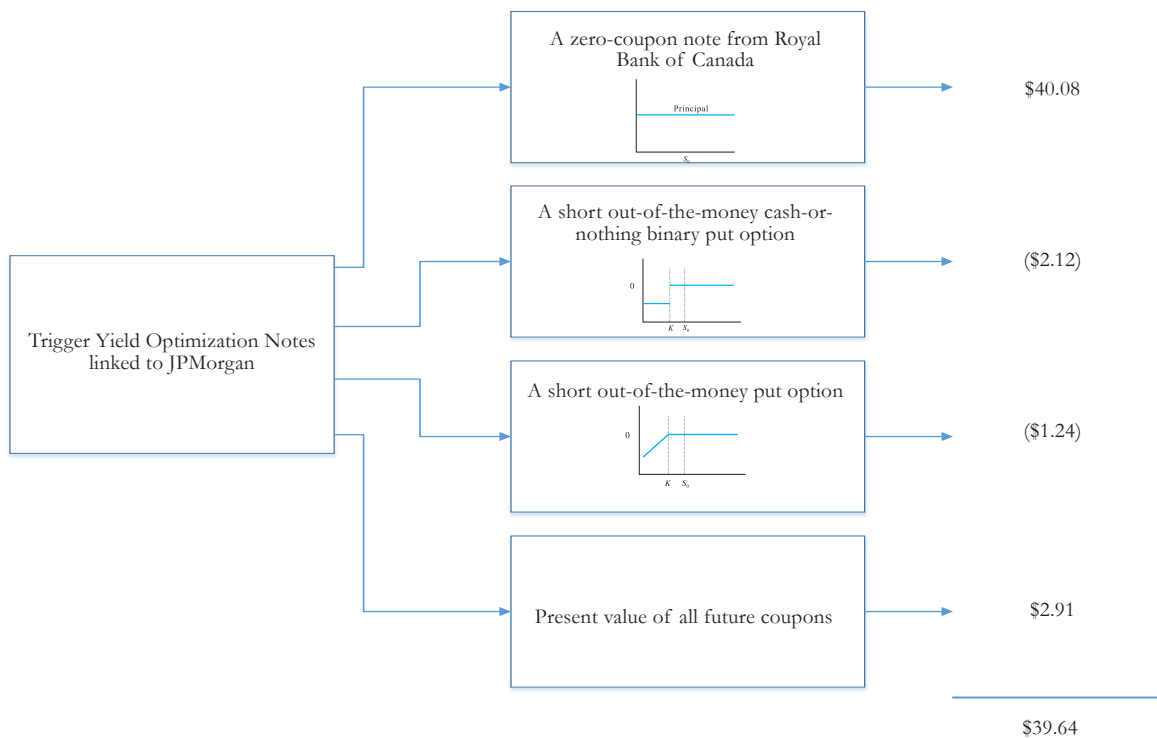 A zero-coupon note from Royal
Bank of Canada
Principal
S₀
$40.08
A short out-of-the-money cash-or-
nothing binary put option
0
K S₀
($2.12)
Trigger Yield Optimization Notes
linked to JPMorgan
A short out-of-the-money put option
0
K S₀
($1.24)
Present value of all future coupons
$2.91
$39.64